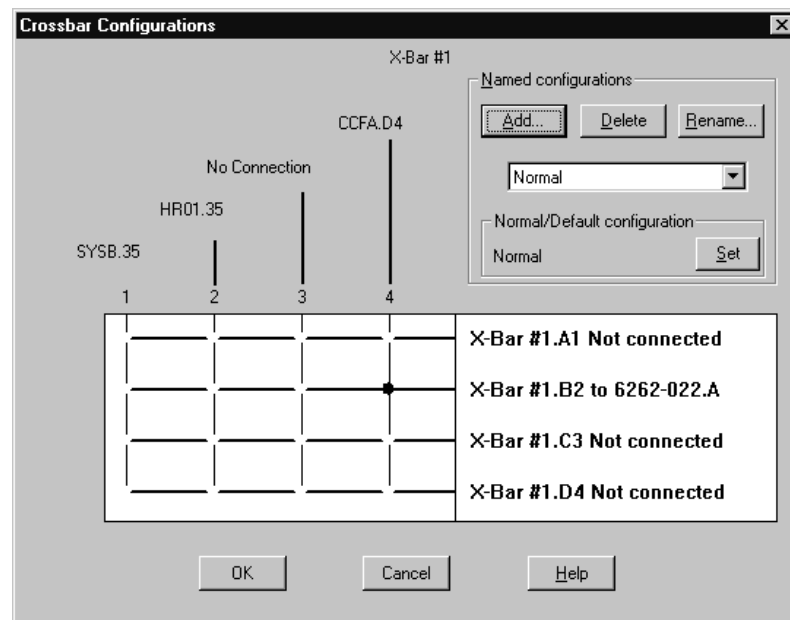 Crossbar Configurations
X-Bar #1
Named configurations
Add... Delete Rename...
Normal
Normal/Default configuration
Normal Set
CCFA.D4
No Connection
HR01.35
SYSB.35
1 2 3 4
X-Bar #1.A1 Not connected
X-Bar #1.B2 to 6262-022.A
X-Bar #1.C3 Not connected
X-Bar #1.D4 Not connected
OK Cancel Help